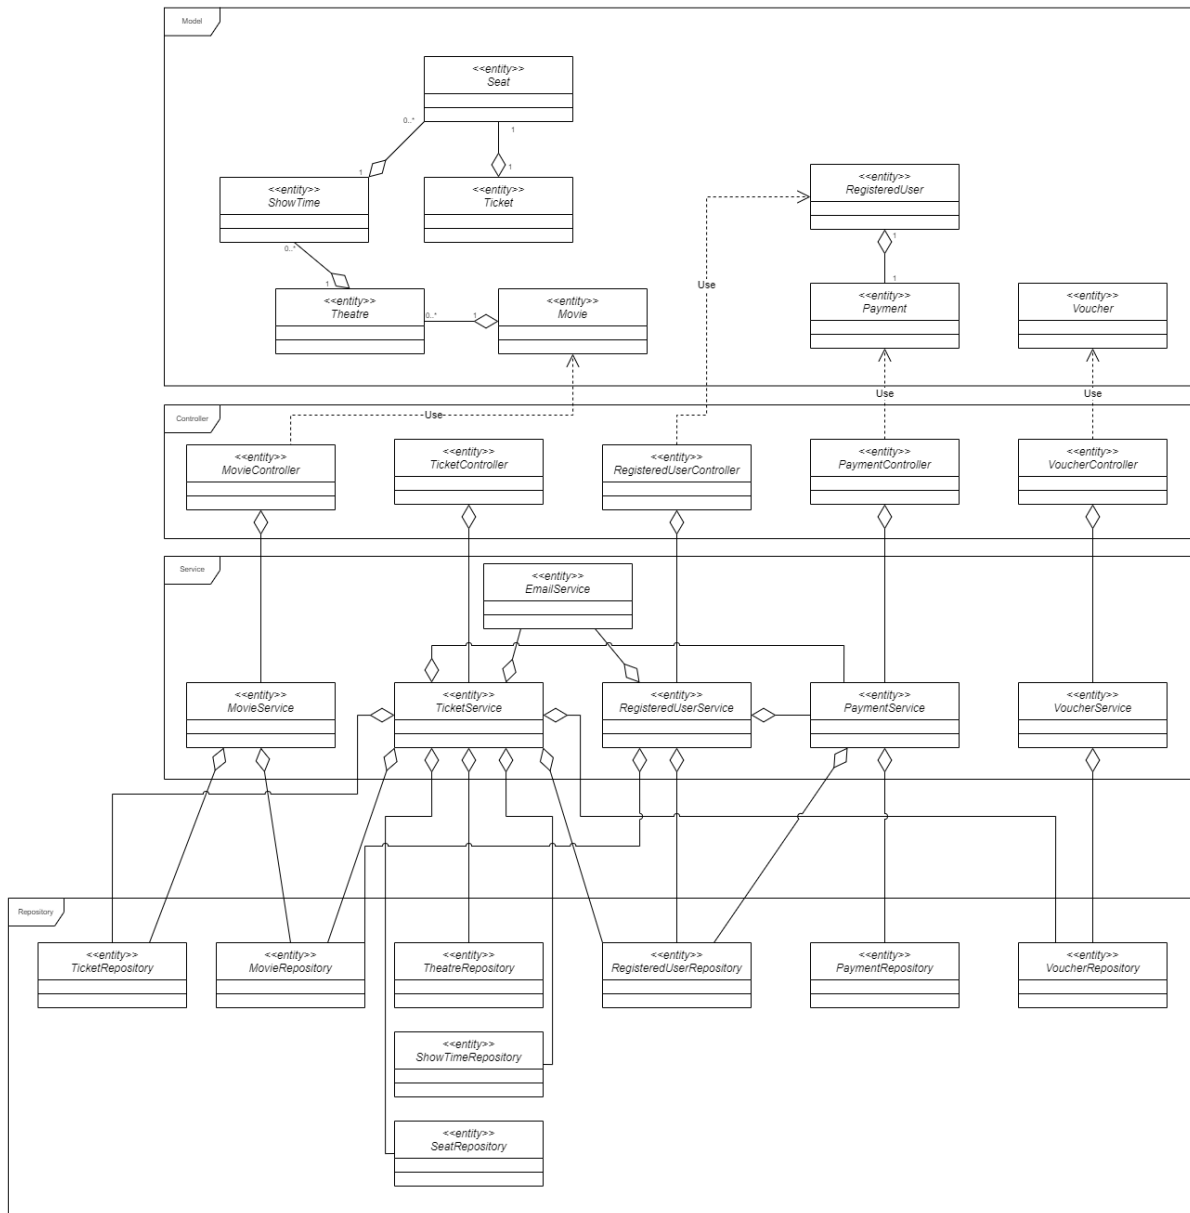 Model
<<entity>>
Seat
0..*
1
1
1
<<entity>>
ShowTime
<<entity>>
Ticket
<<entity>>
RegisteredUser
0..*
1
1
1
<<entity>>
Theatre
0..*
1
<<entity>>
Movie
<<entity>>
Payment
<<entity>>
Voucher
Use
Use
Use
Use
Controller
<<entity>>
MovieController
<<entity>>
TicketController
<<entity>>
RegisteredUserController
<<entity>>
PaymentController
<<entity>>
VoucherController
Service
<<entity>>
EmailService
<<entity>>
MovieService
<<entity>>
TicketService
<<entity>>
RegisteredUserService
<<entity>>
PaymentService
<<entity>>
VoucherService
Repository
<<entity>>
TicketRepository
<<entity>>
MovieRepository
<<entity>>
TheatreRepository
<<entity>>
RegisteredUserRepository
<<entity>>
PaymentRepository
<<entity>>
VoucherRepository
<<entity>>
ShowTimeRepository
<<entity>>
SeatRepository